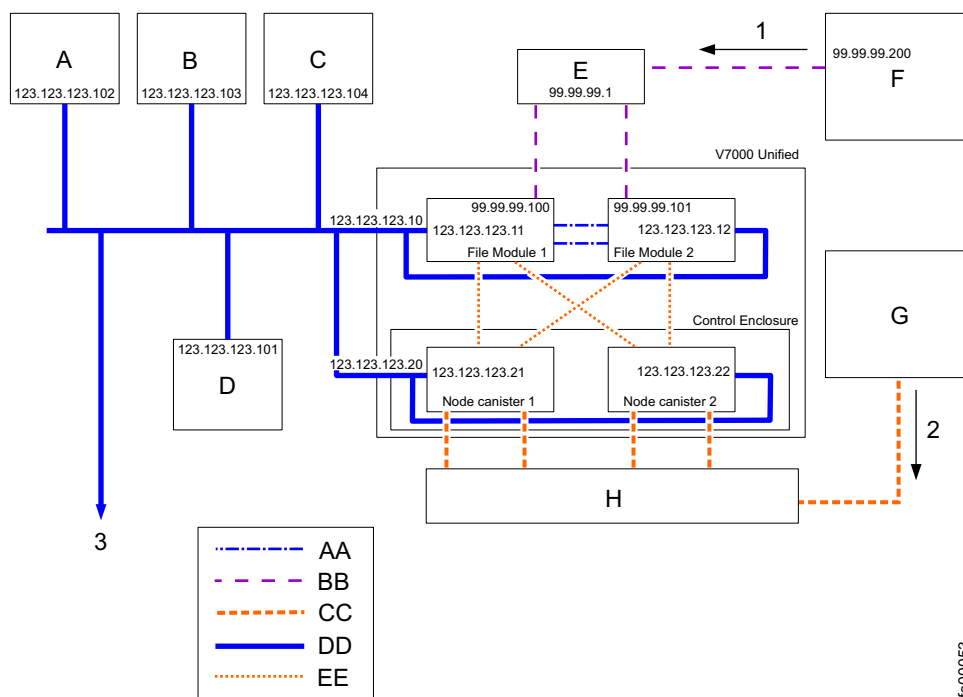 A
123.123.123.102
B
123.123.123.103
C
123.123.123.104
E
99.99.99.1
1
99.99.99.200
F
V7000 Unified
123.123.123.10
99.99.99.100
123.123.123.11
File Module 1
99.99.99.101
123.123.123.12
File Module 2
G
Control Enclosure
123.123.123.101
D
123.123.123.20
123.123.123.21
Node canister 1
123.123.123.22
Node canister 2
2
H
3
AA
BB
CC
DD
EE